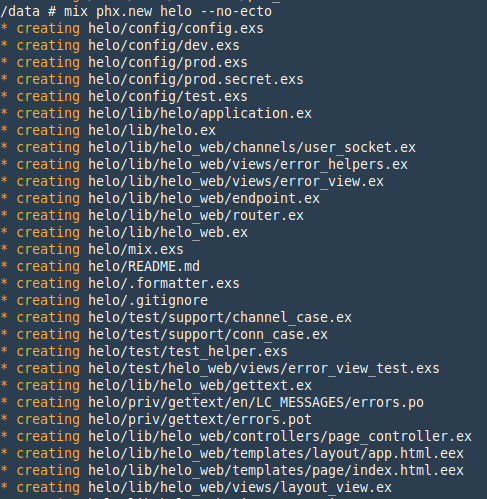 /data # mix phx.new helo --no-ecto
* creating helo/config/config.exs
* creating helo/config/dev.exs
* creating helo/config/prod.exs
* creating helo/config/prod.secret.exs
* creating helo/config/test.exs
* creating helo/lib/helo/application.ex
* creating helo/lib/helo.ex
* creating helo/lib/helo_web/channels/user_socket.ex
* creating helo/lib/helo_web/views/error_helpers.ex
* creating helo/lib/helo_web/views/error_view.ex
* creating helo/lib/helo_web/endpoint.ex
* creating helo/lib/helo_web/router.ex
* creating helo/lib/helo_web.ex
* creating helo/mix.exs
* creating helo/README.md
* creating helo/.formatter.exs
* creating helo/.gitignore
* creating helo/test/support/channel_case.ex
* creating helo/test/support/conn_case.ex
* creating helo/test/test_helper.exs
* creating helo/test/helo_web/views/error_view_test.exs
* creating helo/lib/helo_web/gettext.ex
* creating helo/priv/gettext/en/LC_MESSAGES/errors.po
* creating helo/priv/gettext/errors.pot
* creating helo/lib/helo_web/controllers/page_controller.ex
* creating helo/lib/helo_web/templates/layout/app.html.eex
* creating helo/lib/helo_web/templates/page/index.html.eex
* creating helo/lib/helo_web/views/layout_view.ex